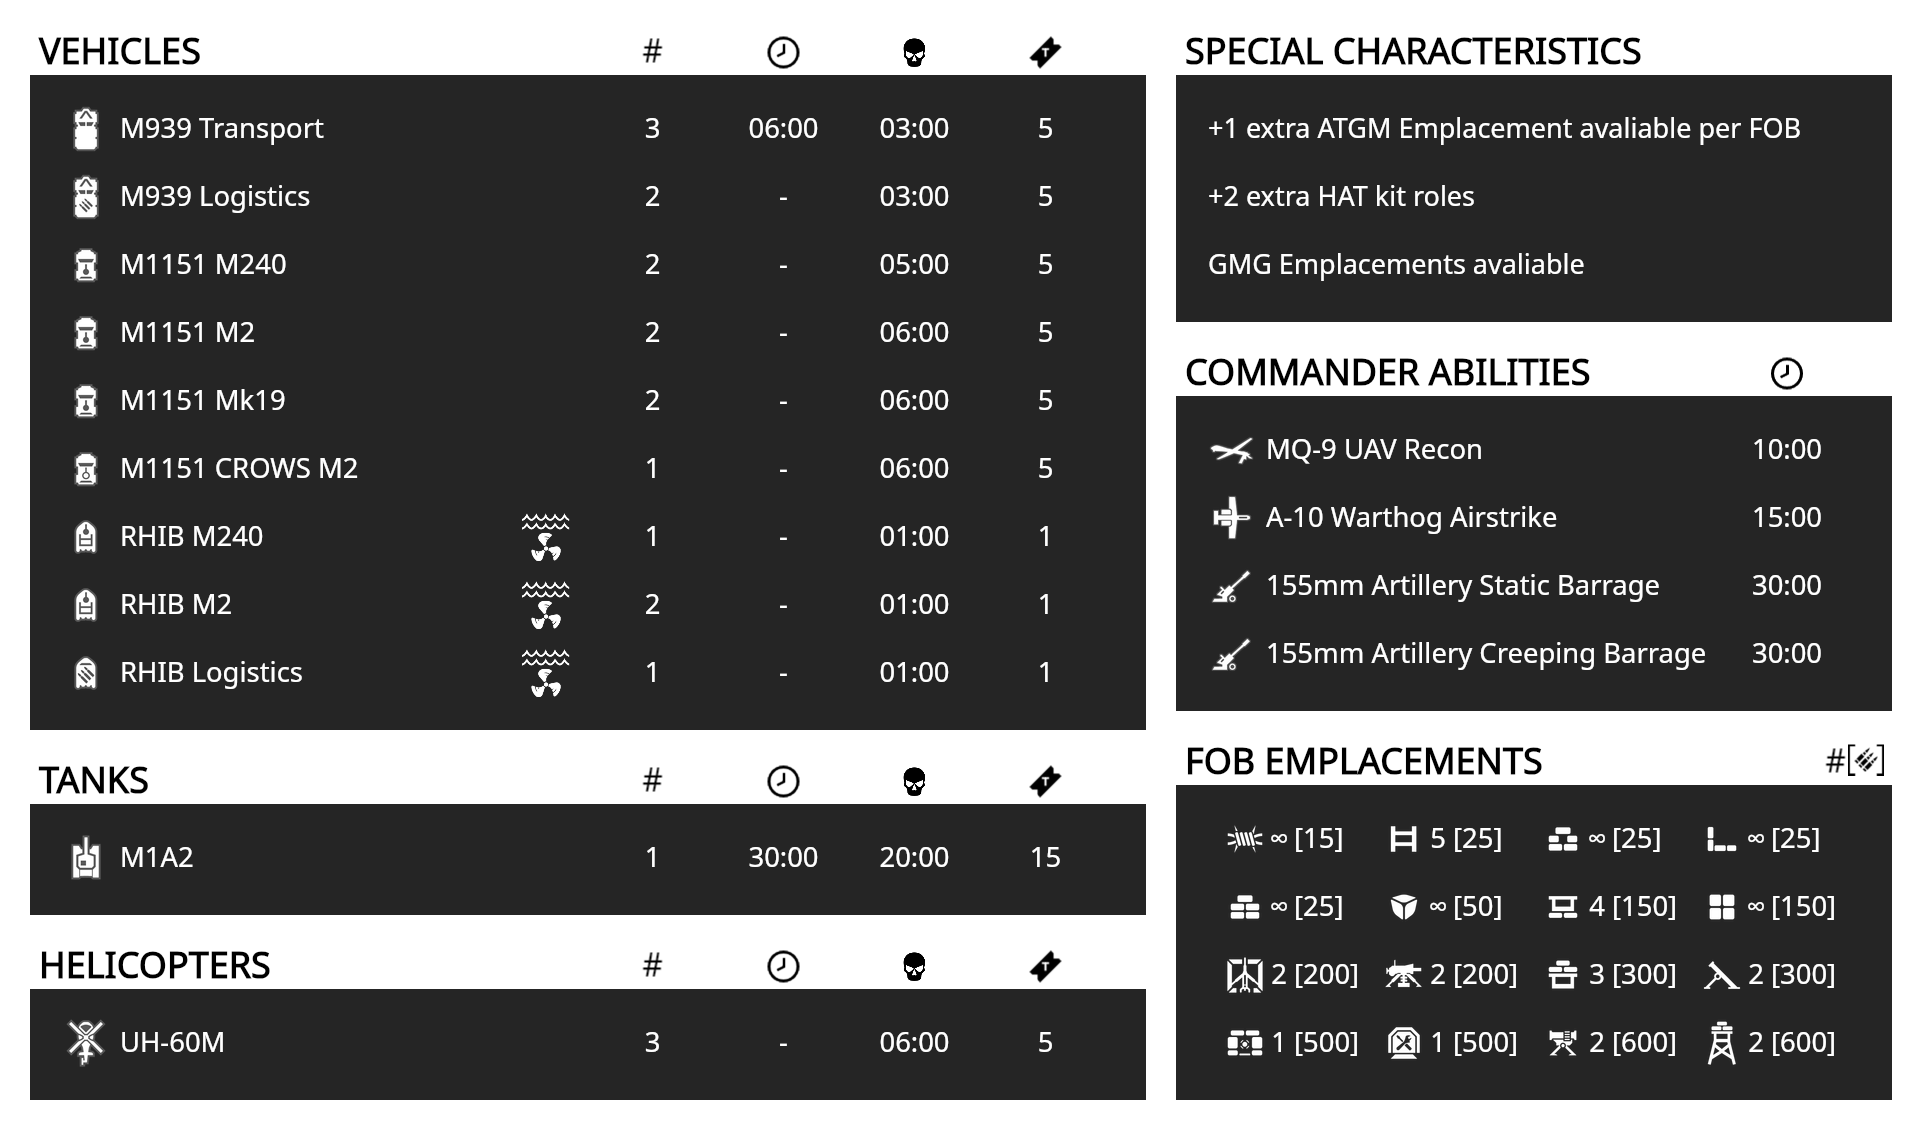 VEHICLES #
M939 Transport 3 06:00 03:00 5
M939 Logistics 2 - 03:00 5
M1151 M240 2 - 05:00 5
M1151 M2 2 - 06:00 5
M1151 Mk19 2 - 06:00 5
M1151 CROWS M2 1 - 06:00 5
RHIB M240 1 - 01:00 1
RHIB M2 2 - 01:00 1
RHIB Logistics 1 - 01:00 1
TANKS #
M1A2 1 30:00 20:00 15
HELICOPTERS #
UH-60M 3 - 06:00 5
SPECIAL CHARACTERISTICS
+1 extra ATGM Emplacement avaliable per FOB
+2 extra HAT kit roles
GMG Emplacements avaliable
COMMANDER ABILITIES
MQ-9 UAV Recon 10:00
A-10 Warthog Airstrike 15:00
155mm Artillery Static Barrage 30:00
155mm Artillery Creeping Barrage 30:00
FOB EMPLACEMENTS #[]
∞ [15] 5 [25] ∞ [25] ∞ [25]
∞ [25] ∞ [50] 4 [150] ∞ [150]
2 [200] 2 [200] 3 [300] 2 [300]
1 [500] 1 [500] 2 [600] 2 [600]